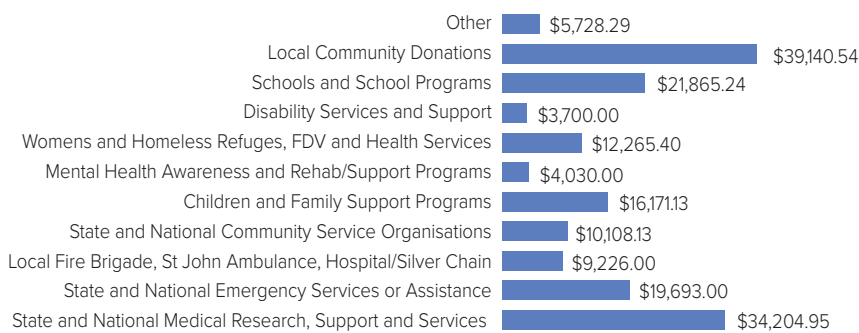 Other $5,728.29
Local Community Donations $39,140.54
Schools and School Programs $21,865.24
Disability Services and Support $3,700.00
Womens and Homeless Refuges, FDV and Health Services $12,265.40
Mental Health Awareness and Rehab/Support Programs $4,030.00
Children and Family Support Programs $16,171.13
State and National Community Service Organisations $10,108.13
Local Fire Brigade, St John Ambulance, Hospital/Silver Chain $9,226.00
State and National Emergency Services or Assistance $19,693.00
State and National Medical Research, Support and Services $34,204.95